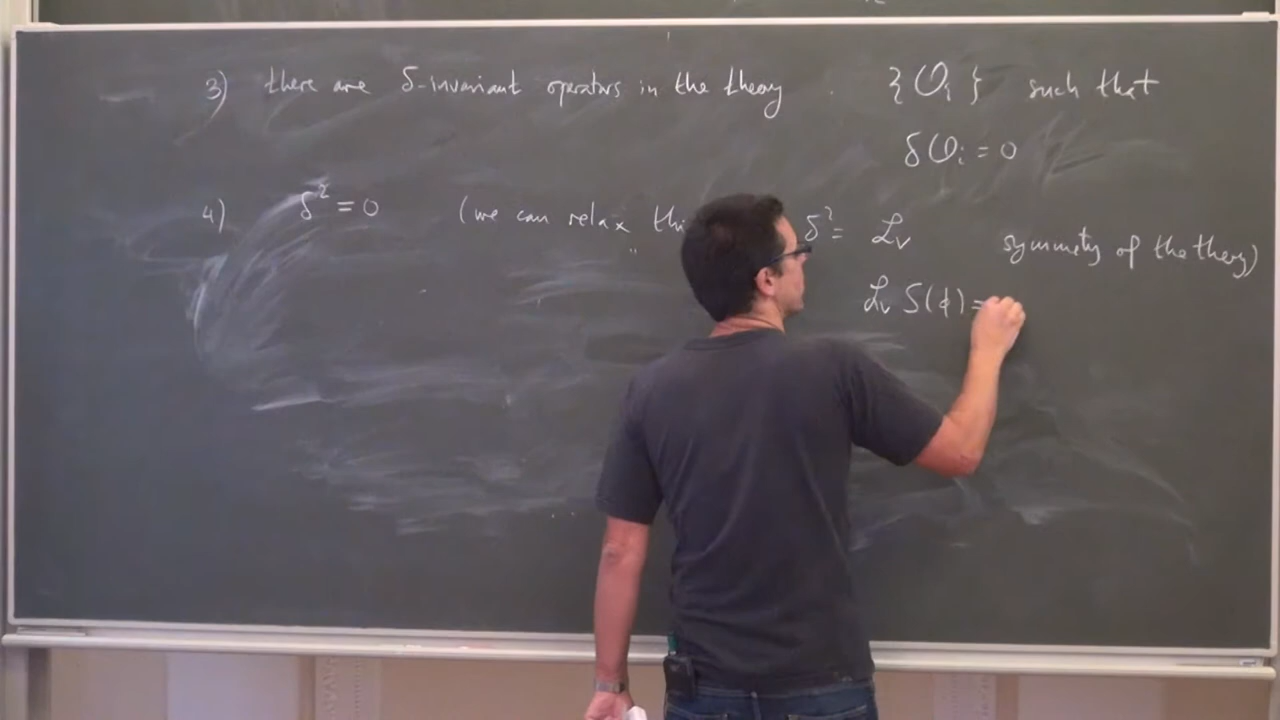 3) there are δ-invariant operators in the theory . {O_i} such that
δO_i = 0
4) δ² = 0 (we can relax δ² = ℒ_v symmetry of the theory)
ℒ_v S(φ) =